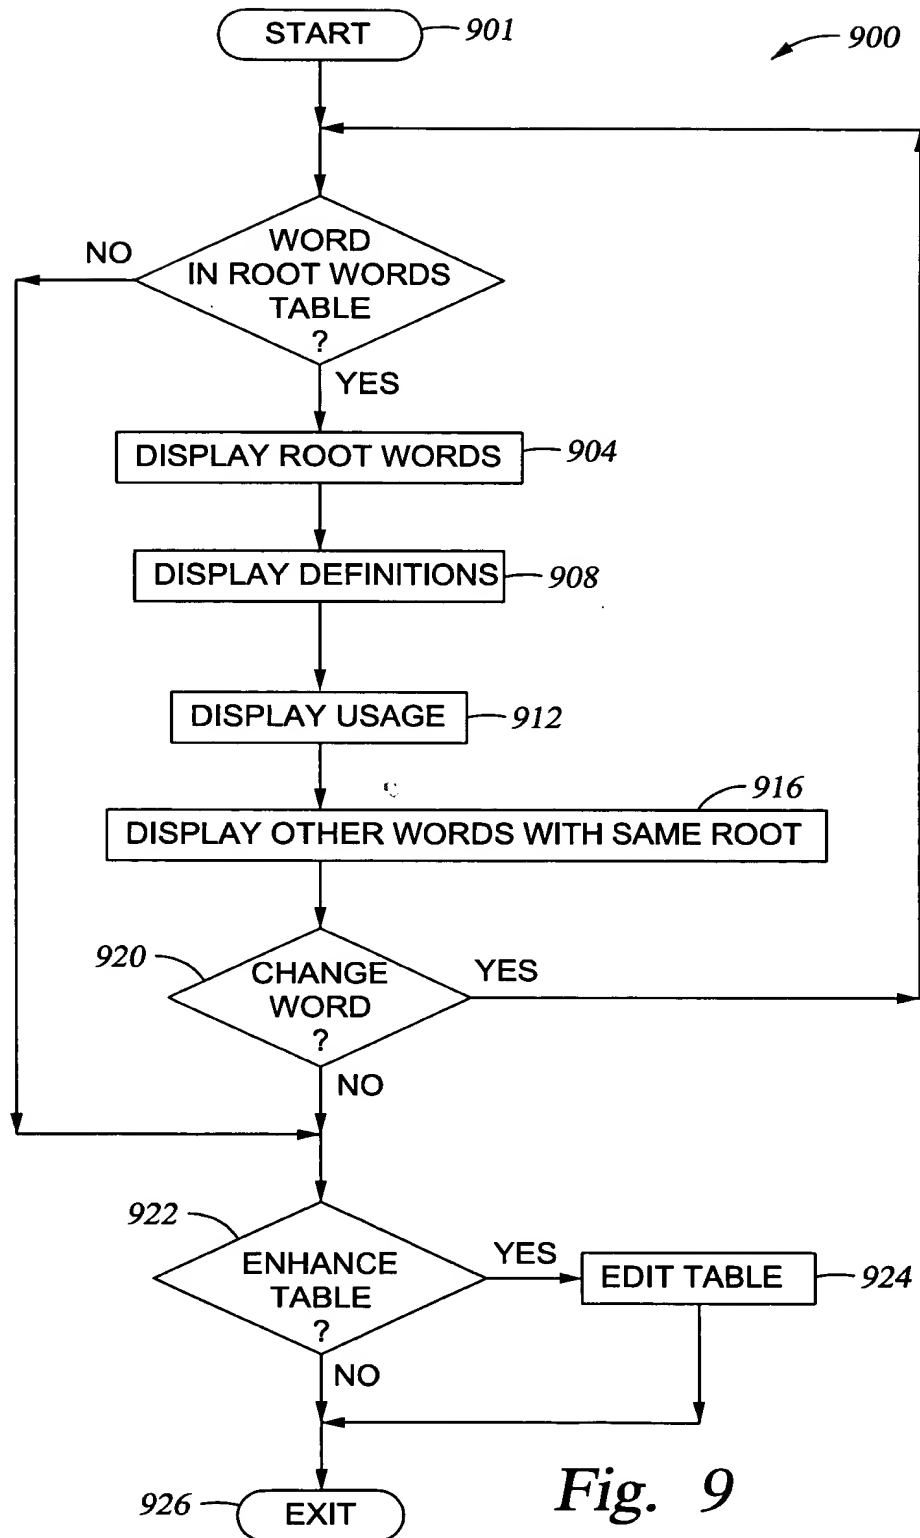 START
901
900
WORD
IN ROOT WORDS
TABLE
?
NO
YES
DISPLAY ROOT WORDS
904
DISPLAY DEFINITIONS
908
DISPLAY USAGE
912
916
DISPLAY OTHER WORDS WITH SAME ROOT
920
CHANGE
WORD
?
YES
NO
922
ENHANCE
TABLE
?
YES
EDIT TABLE
924
NO
926
EXIT
Fig. 9